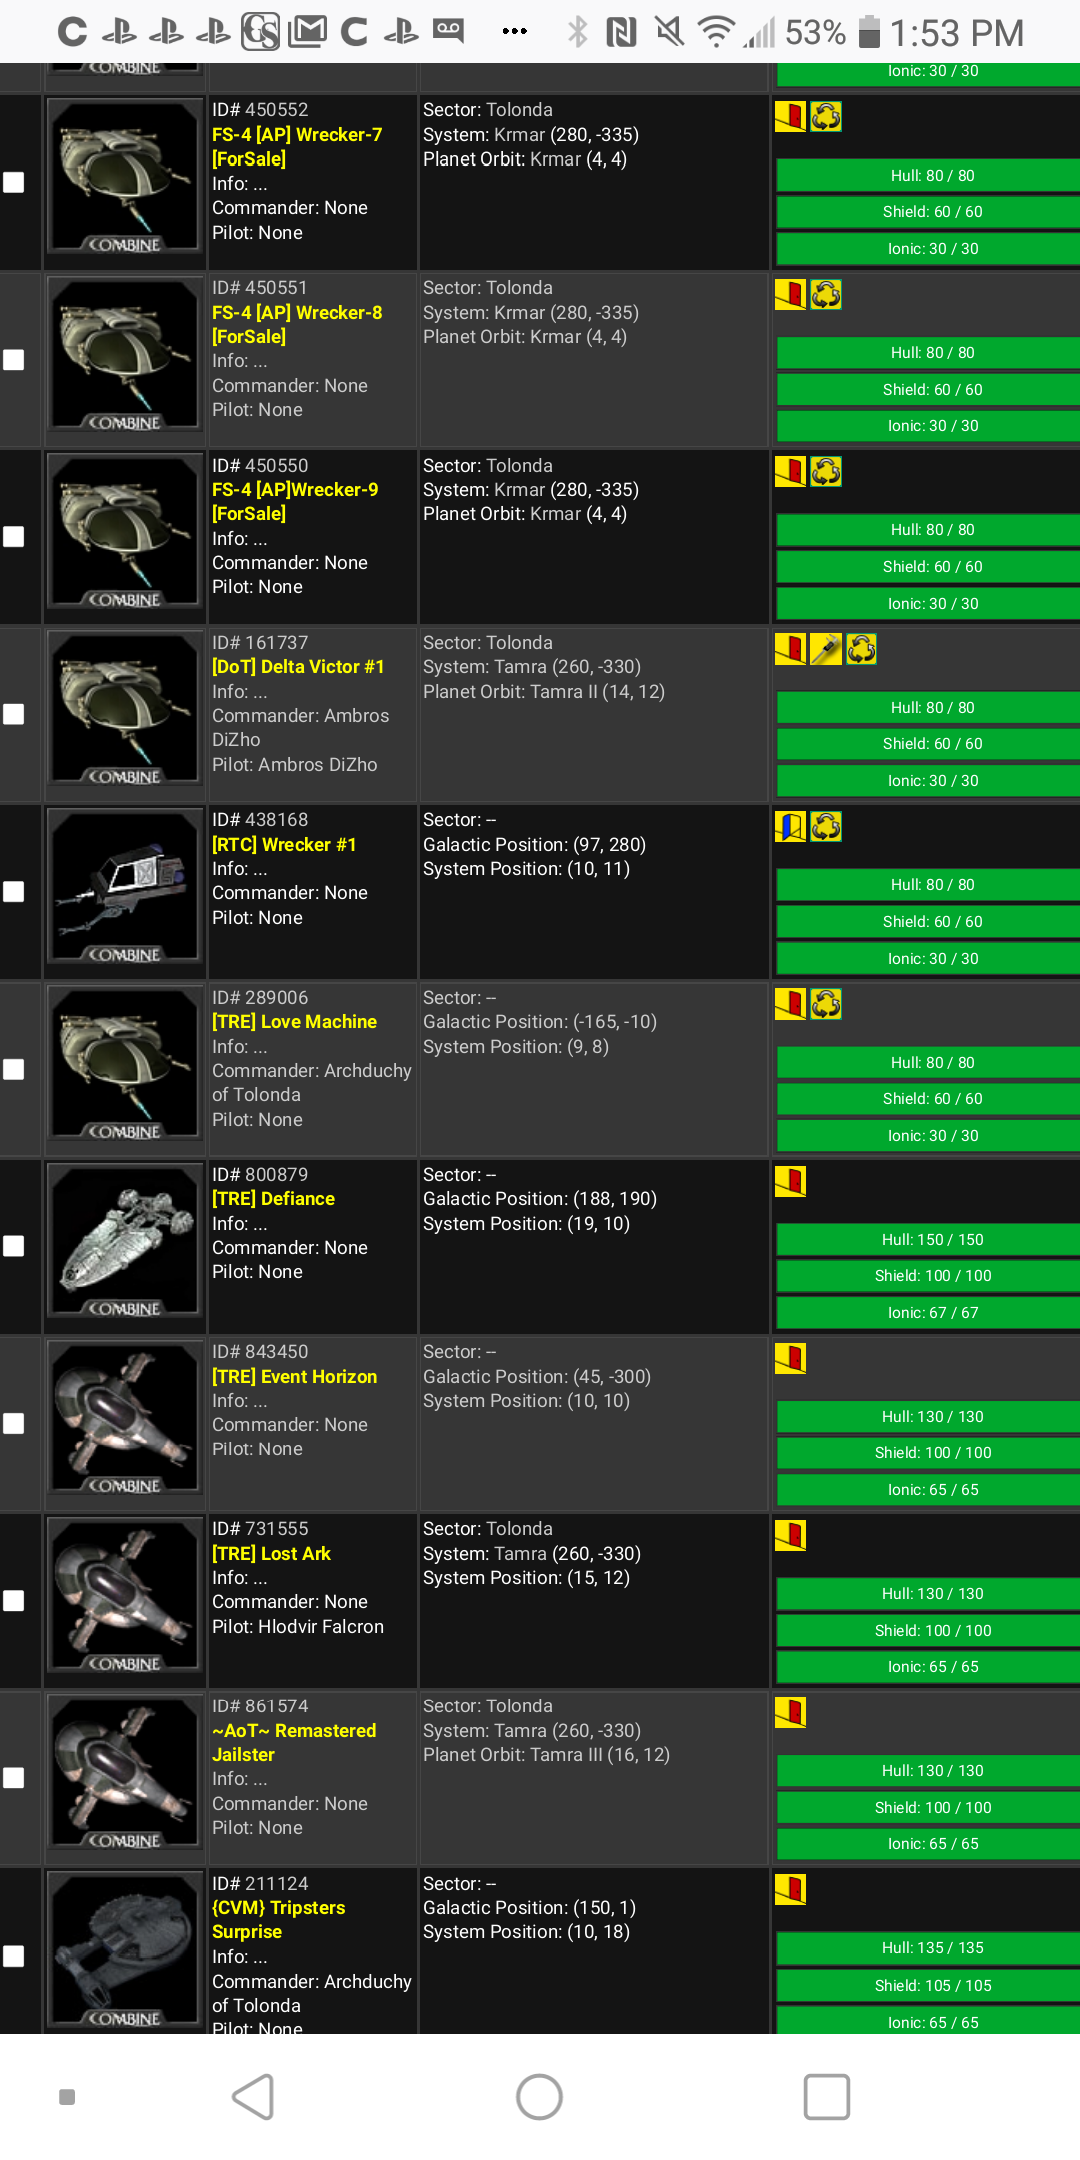 53% 1:53 PM
COMBINE
Ionic: 30 / 30
ID# 450552
FS-4 [AP] Wrecker-7
[ForSale]
Info: ...
Commander: None
Pilot: None
COMBINE
Sector: Tolonda
System: Krmar (280, -335)
Planet Orbit: Krmar (4, 4)
Hull: 80 / 80
Shield: 60 / 60
Ionic: 30 / 30
ID# 450551
FS-4 [AP] Wrecker-8
[ForSale]
Info: ...
Commander: None
Pilot: None
COMBINE
Sector: Tolonda
System: Krmar (280, -335)
Planet Orbit: Krmar (4, 4)
Hull: 80 / 80
Shield: 60 / 60
Ionic: 30 / 30
ID# 450550
FS-4 [AP]Wrecker-9
[ForSale]
Info: ...
Commander: None
Pilot: None
COMBINE
Sector: Tolonda
System: Krmar (280, -335)
Planet Orbit: Krmar (4, 4)
Hull: 80 / 80
Shield: 60 / 60
Ionic: 30 / 30
ID# 161737
[DoT] Delta Victor #1
Info: ...
Commander: Ambros
DiZho
Pilot: Ambros DiZho
COMBINE
Sector: Tolonda
System: Tamra (260, -330)
Planet Orbit: Tamra II (14, 12)
Hull: 80 / 80
Shield: 60 / 60
Ionic: 30 / 30
ID# 438168
[RTC] Wrecker #1
Info: ...
Commander: None
Pilot: None
COMBINE
Sector: --
Galactic Position: (97, 280)
System Position: (10, 11)
Hull: 80 / 80
Shield: 60 / 60
Ionic: 30 / 30
ID# 289006
[TRE] Love Machine
Info: ...
Commander: Archduchy
of Tolonda
Pilot: None
COMBINE
Sector: --
Galactic Position: (-165, -10)
System Position: (9, 8)
Hull: 80 / 80
Shield: 60 / 60
Ionic: 30 / 30
ID# 800879
[TRE] Defiance
Info: ...
Commander: None
Pilot: None
COMBINE
Sector: --
Galactic Position: (188, 190)
System Position: (19, 10)
Hull: 150 / 150
Shield: 100 / 100
Ionic: 67 / 67
ID# 843450
[TRE] Event Horizon
Info: ...
Commander: None
Pilot: None
COMBINE
Sector: --
Galactic Position: (45, -300)
System Position: (10, 10)
Hull: 130 / 130
Shield: 100 / 100
Ionic: 65 / 65
ID# 731555
[TRE] Lost Ark
Info: ...
Commander: None
Pilot: Hlodvir Falcron
COMBINE
Sector: Tolonda
System: Tamra (260, -330)
System Position: (15, 12)
Hull: 130 / 130
Shield: 100 / 100
Ionic: 65 / 65
ID# 861574
~AoT~ Remastered
Jailster
Info: ...
Commander: None
Pilot: None
COMBINE
Sector: Tolonda
System: Tamra (260, -330)
Planet Orbit: Tamra III (16, 12)
Hull: 130 / 130
Shield: 100 / 100
Ionic: 65 / 65
ID# 211124
{CVM} Tripsters
Surprise
Info: ...
Commander: Archduchy
of Tolonda
Pilot: None
COMBINE
Sector: --
Galactic Position: (150, 1)
System Position: (10, 18)
Hull: 135 / 135
Shield: 105 / 105
Ionic: 65 / 65